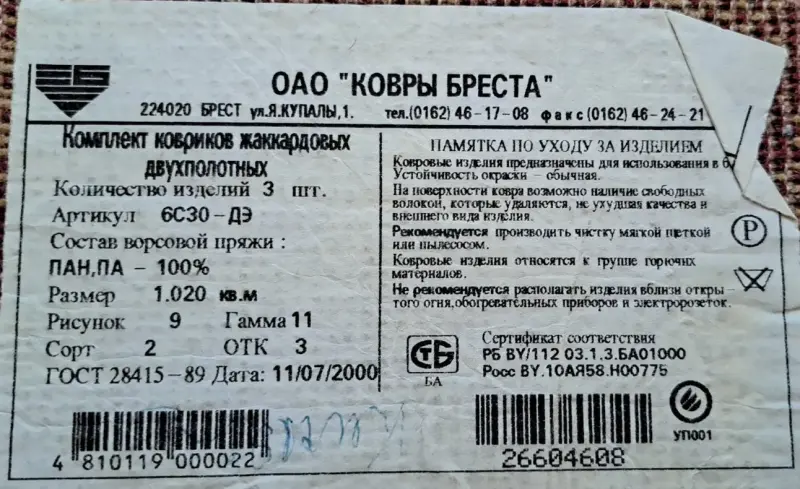 ОАО "КОВРЫ БРЕСТА"
224020 БРЕСТ ул.Я.КУПАЛЫ,1. тел.(0162) 46-17-08 факс(0162) 46-24-21
Комплект ковриков жаккардовых
двухполотных
Количество изделий 3 шт.
Артикул 6С30-ДЭ
Состав ворсовой пряжи :
ПАН,ПА - 100%
Размер 1.020 кв.м
Рисунок 9 Гамма 11
Сорт 2 ОТК 3
ГОСТ 28415-89 Дата: 11/07/2000
4 810119 000022
ПАМЯТКА ПО УХОДУ ЗА ИЗДЕЛИЕМ
Ковровые изделия предназначены для использования в
Устойчивость окраски - обычная.
На поверхности ковра возможно наличие свободных
волокон, которые удаляются, не ухудшая качества и
внешнего вида изделия.
Рекомендуется производить чистку мягкой щеткой
или пылесосом.
Ковровые изделия относятся к группе горючих
материалов.
Не рекомендуется располагать изделия вблизи откры-
того огня,обогревательных приборов и электророзеток.
P
СТБ
БА
Сертификат соответствия
РБ BY/112 03.1.3.БА01000
Росс BY.10АЯ58.Н00775
26604608
УП001